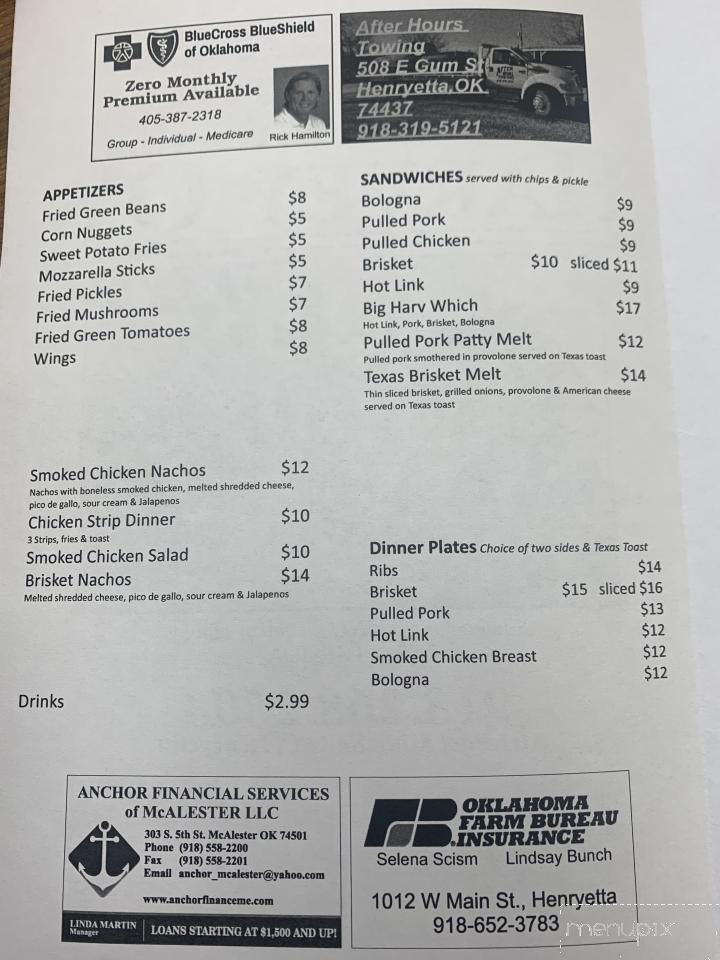 BlueCross BlueShield
of Oklahoma
Zero Monthly
Premium Available
405-387-2318
Group - Individual - Medicare
Rick Hamilton
After Hours
Towing
508 E Gum St
Henryetta,OK
74437
918-319-5121
APPETIZERS
Fried Green Beans $8
Corn Nuggets $5
Sweet Potato Fries $5
Mozzarella Sticks $5
Fried Pickles $7
Fried Mushrooms $7
Fried Green Tomatoes $8
Wings $8
Smoked Chicken Nachos $12
Nachos with boneless smoked chicken, melted shredded cheese,
pico de gallo, sour cream & Jalapenos
Chicken Strip Dinner $10
3 Strips, fries & toast
Smoked Chicken Salad $10
Brisket Nachos $14
Melted shredded cheese, pico de gallo, sour cream & Jalapenos
Drinks $2.99
SANDWICHES served with chips & pickle
Bologna $9
Pulled Pork $9
Pulled Chicken $9
Brisket $10 sliced $11
Hot Link $9
Big Harv Which $17
Hot Link, Pork, Brisket, Bologna
Pulled Pork Patty Melt $12
Pulled pork smothered in provolone served on Texas toast
Texas Brisket Melt $14
Thin sliced brisket, grilled onions, provolone & American cheese
served on Texas toast
Dinner Plates Choice of two sides & Texas Toast
Ribs $14
Brisket $15 sliced $16
Pulled Pork $13
Hot Link $12
Smoked Chicken Breast $12
Bologna $12
ANCHOR FINANCIAL SERVICES
of McALESTER LLC
303 S. 5th St. McAlester OK 74501
Phone (918) 558-2200
Fax (918) 558-2201
Email anchor_mcalester@yahoo.com
www.anchorfinanceme.com
LINDA MARTIN
Manager
LOANS STARTING AT $1,500 AND UP!
OKLAHOMA
FARM BUREAU
INSURANCE
Selena Scism Lindsay Bunch
1012 W Main St., Henryetta
918-652-3783
menupix